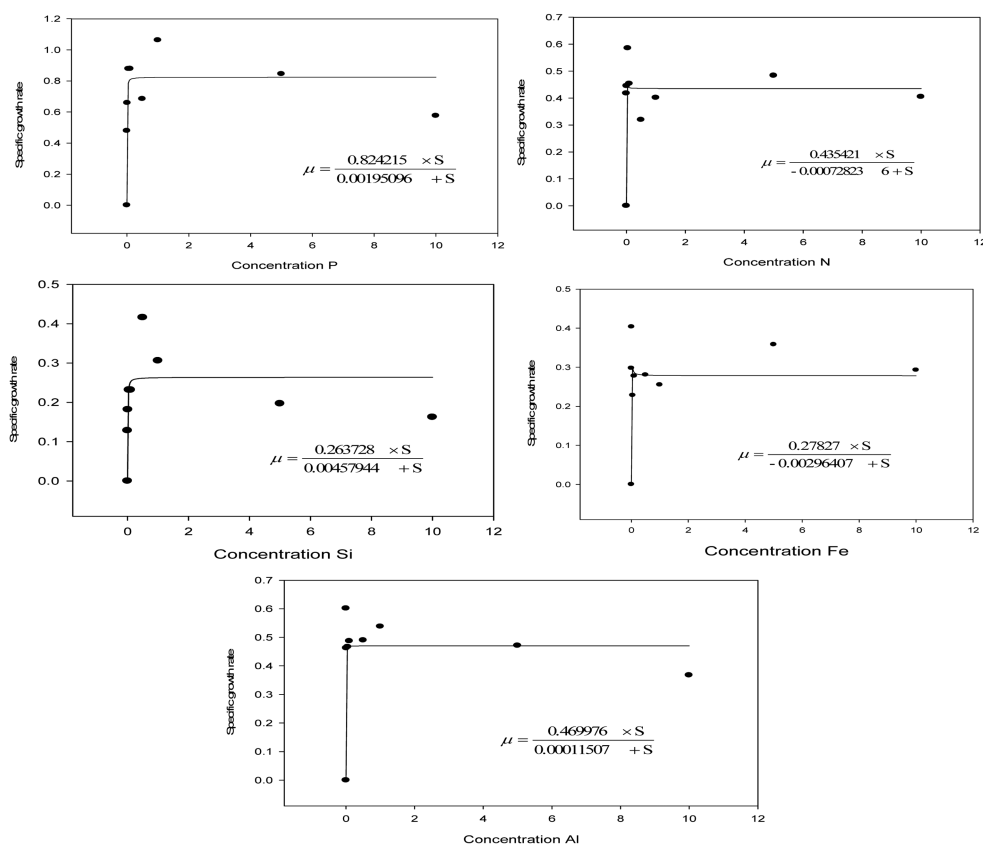 1.2
1.0
0.8
0.6
0.4
0.2
0.0
Specific growth rate
μ = 0.824215 × S
0.00195096 + S
0 2 4 6 8 10 12
Concentration P
0.7
0.6
0.5
0.4
0.3
0.2
0.1
0.0
Specific growth rate
μ = 0.435421 × S
- 0.00072823 6 + S
0 2 4 6 8 10 12
Concentration N
0.5
0.4
0.3
0.2
0.1
0.0
Specific growth rate
μ = 0.263728 × S
0.00457944 + S
0 2 4 6 8 10 12
Concentration Si
0.5
0.4
0.3
0.2
0.1
0.0
Specific growth rate
μ = 0.27827 × S
- 0.00296407 + S
0 2 4 6 8 10 12
Concentration Fe
0.7
0.6
0.5
0.4
0.3
0.2
0.1
0.0
Specific growth rate
μ = 0.469976 × S
0.00011507 + S
0 2 4 6 8 10 12
Concentration Al